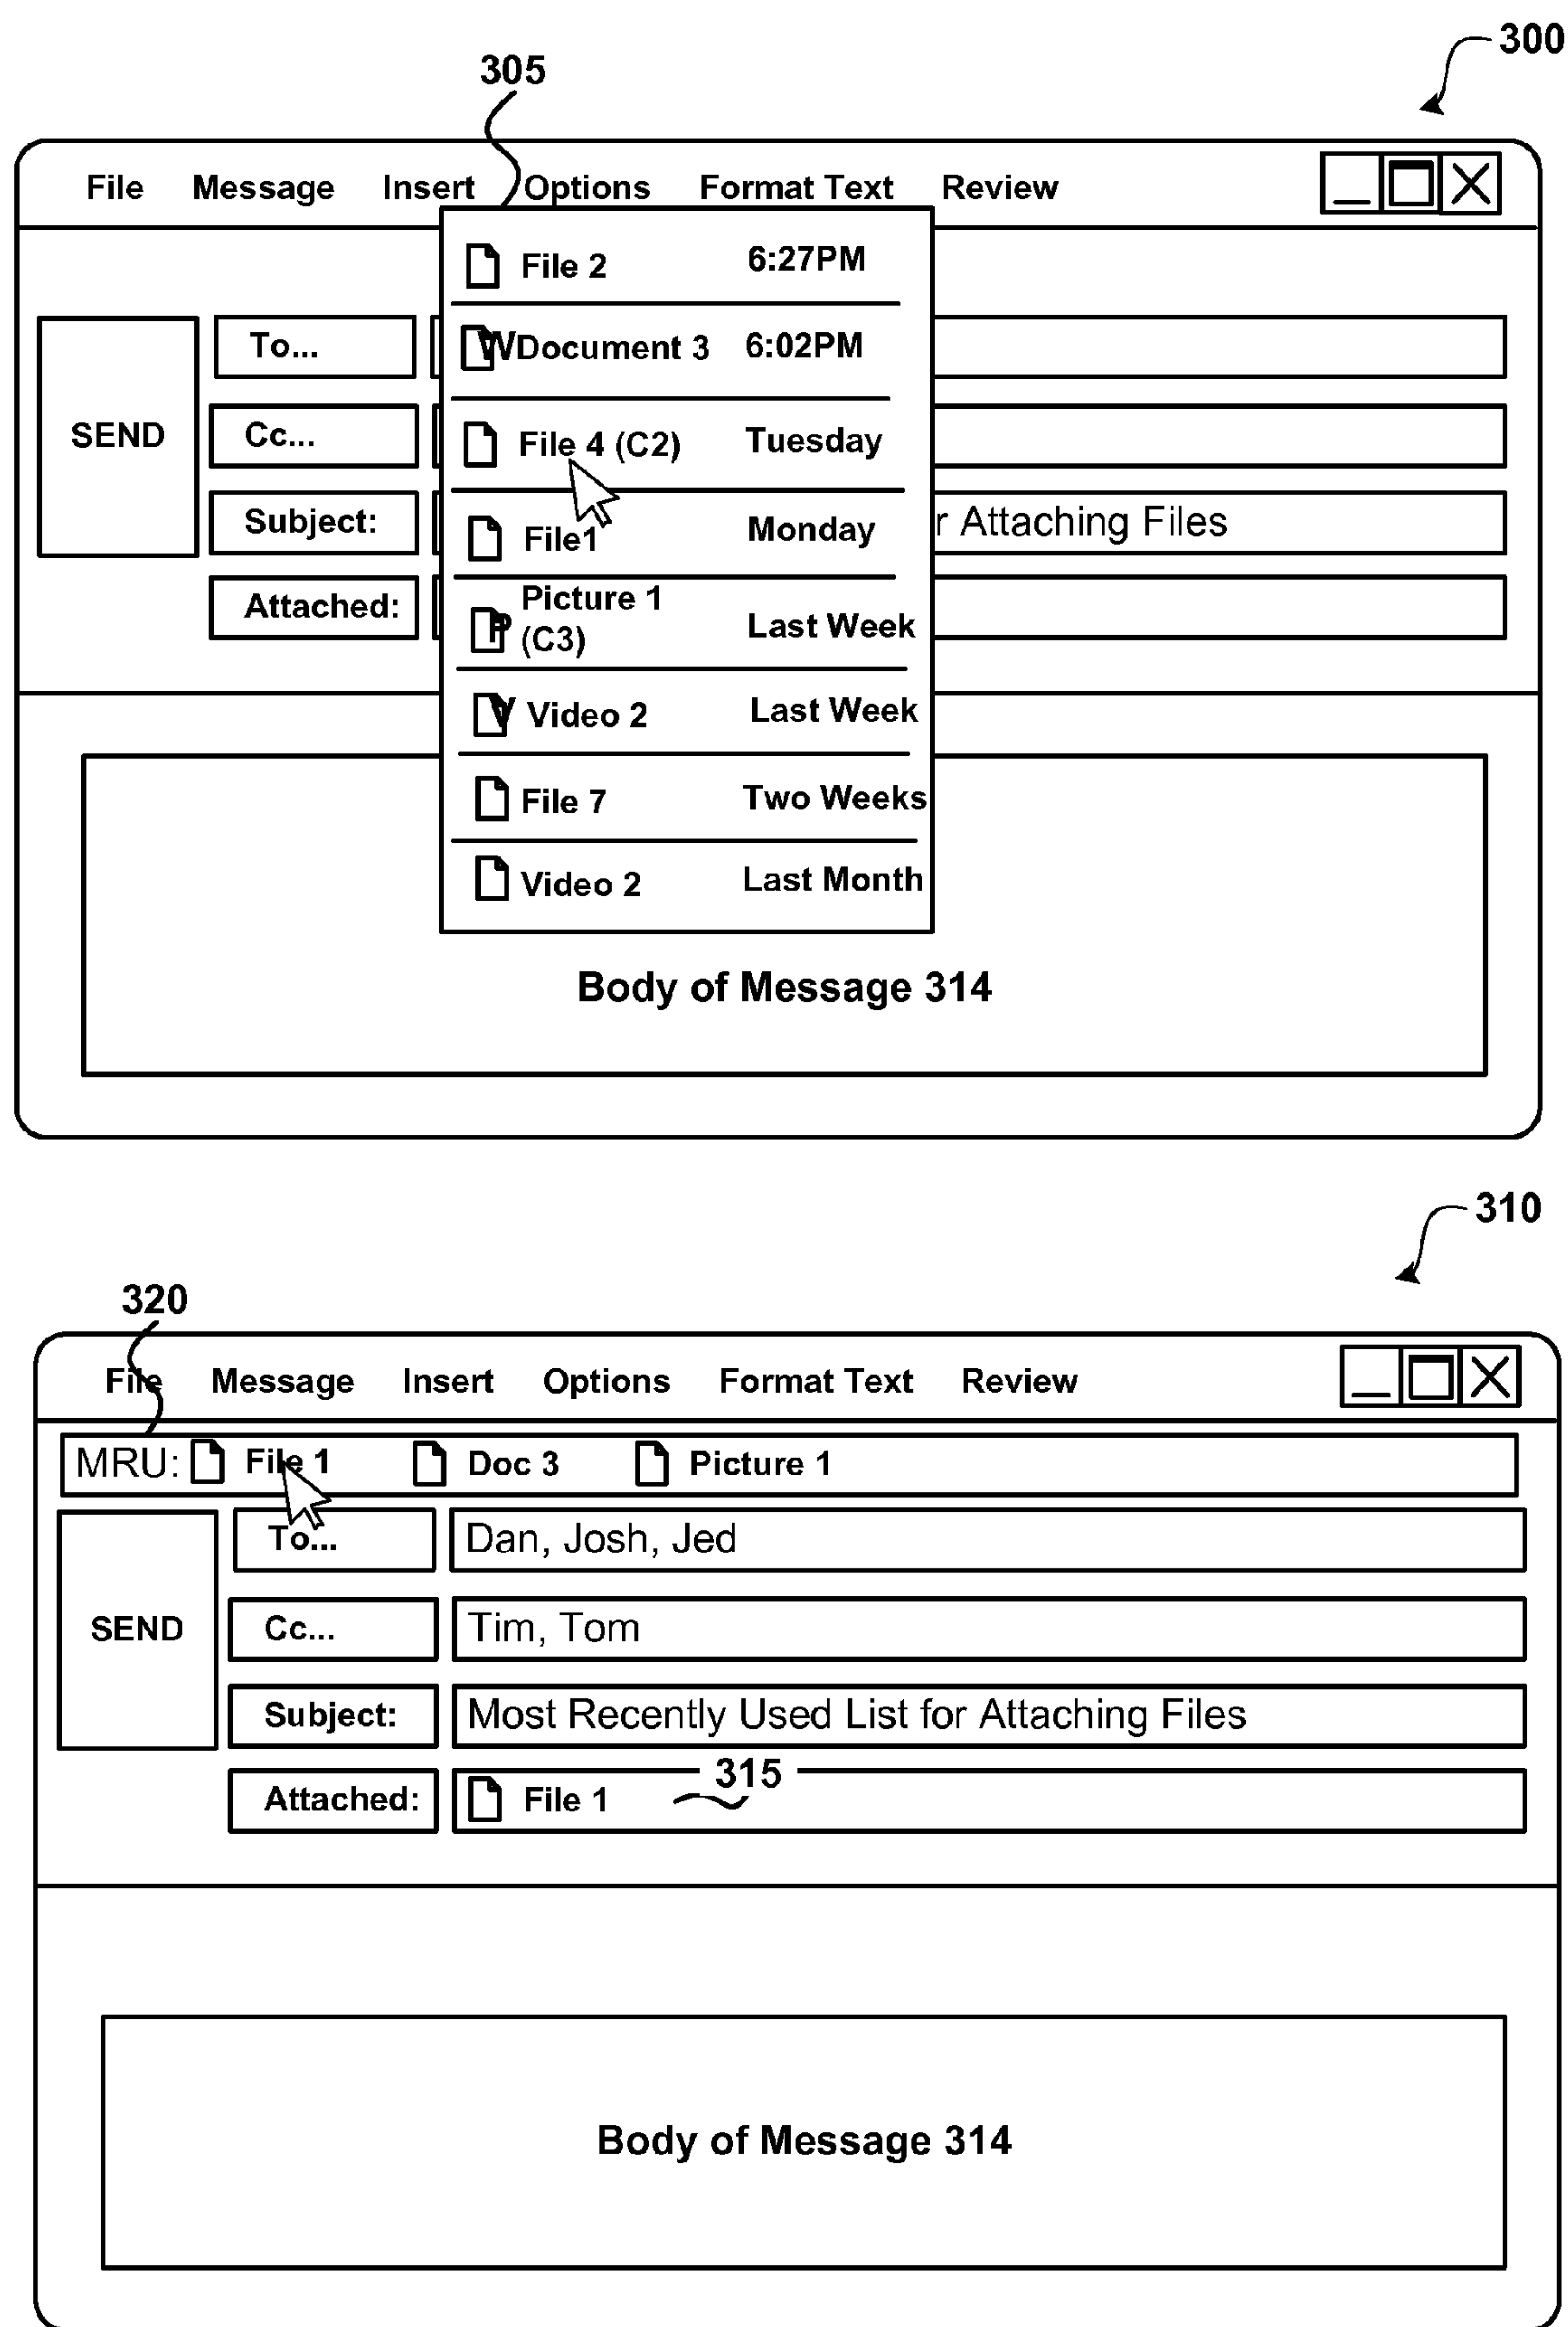 300
305
File Message Insert Options Format Text Review
File 2 6:27PM
W Document 3 6:02PM
To...
SEND
Cc...
File 4 (C2) Tuesday
Subject:
r Attaching Files
File1 Monday
Attached:
P Picture 1 (C3) Last Week
V Video 2 Last Week
File 7 Two Weeks
Video 2 Last Month
Body of Message 314
310
320
File Message Insert Options Format Text Review
MRU: File 1 Doc 3 Picture 1
To... Dan, Josh, Jed
SEND
Cc... Tim, Tom
Subject: Most Recently Used List for Attaching Files
Attached: File 1 315
Body of Message 314